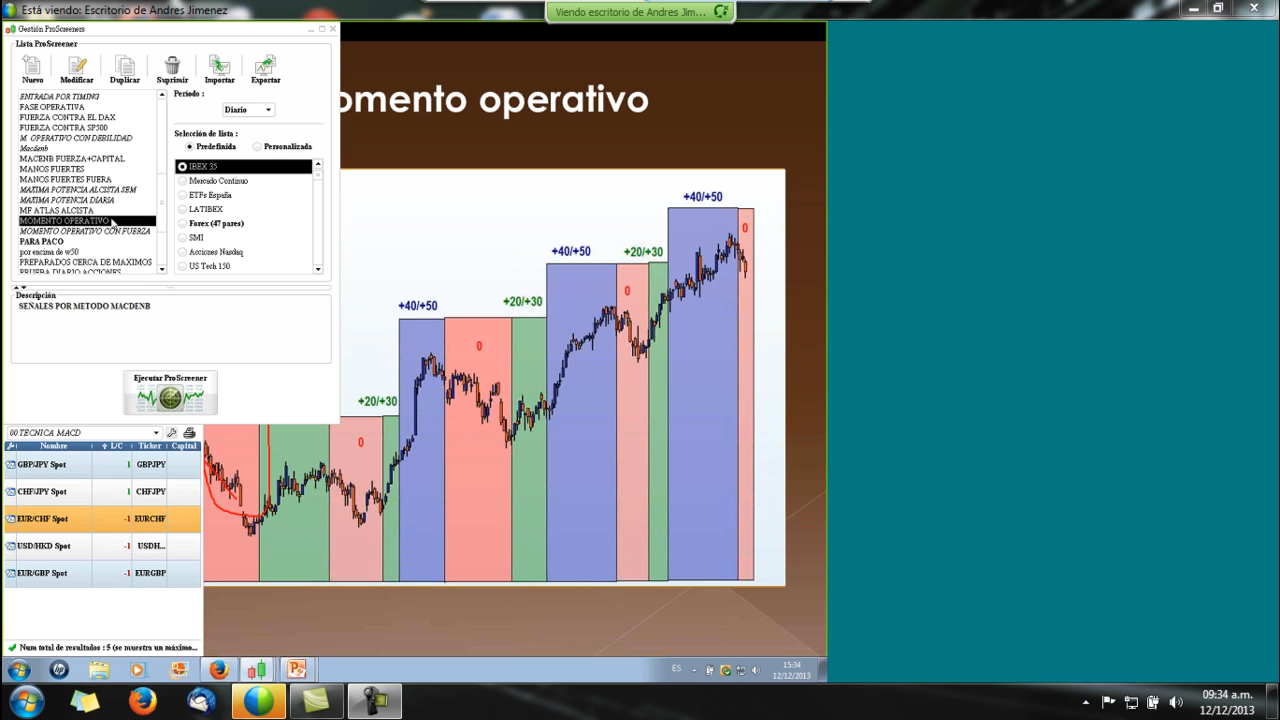 Está viendo: Escritorio de Andres Jimenez
Viendo escritorio de Andres Jim...
Gestión ProScreeners
Lista ProScreener
Nuevo
Modificar
Duplicar
Suprimir
Importar
Exportar
ENTRADA POR TIMING
FASE OPERATIVA
FUERZA CONTRA EL DAX
FUERZA CONTRA SP500
M. OPERATIVO CON DEBILIDAD
Macdenb
MACENB FUERZA+CAPITAL
MANOS FUERTES
MANOS FUERTES FUERA
MAXIMA POTENCIA ALCISTA SEM
MAXIMA POTENCIA DIARIA
MF ATLAS ALCISTA
MOMENTO OPERATIVO
MOMENTO OPERATIVO CON FUERZA
PARA PACO
por encima de w50
PREPARADOS CERCA DE MAXIMOS
PRUEBA DIARIO ACCIONES
Período :
Diario
Selección de lista :
Predefinida
Personalizada
IBEX 35
Mercado Continuo
ETFs España
LATIBEX
Forex (47 pares)
SMI
Acciones Nasdaq
US Tech 150
Descripción
SEÑALES POR METODO MACDENB
Ejecutar ProScreener
00 TECNICA MACD
Nombre L/C Ticker Capital
GBP/JPY Spot 1 GBPJPY
CHF/JPY Spot 1 CHFJPY
EUR/CHF Spot -1 EURCHF
USD/HKD Spot -1 USDH...
EUR/GBP Spot -1 EURGBP
Num total de resultados : 5 (se muestra un máximo...
omento operativo
+20/+30
0
+40/+50
0
+20/+30
+40/+50
0
+20/+30
+40/+50
0
ES
15:34
12/12/2013
09:34 a.m.
12/12/2013